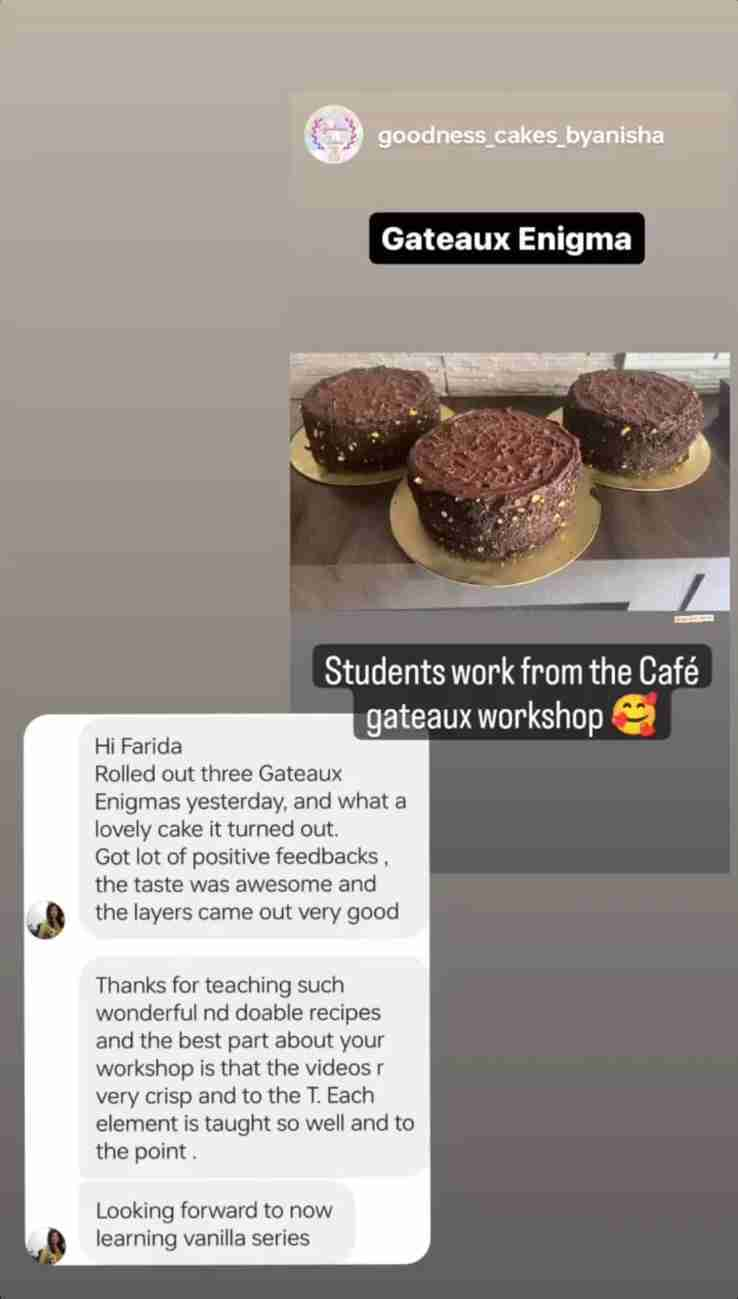 goodness_cakes_byanisha
Gateaux Enigma
Students work from the Café
gateaux workshop 🥰
Hi Farida
Rolled out three Gateaux
Enigmas yesterday, and what a
lovely cake it turned out.
Got lot of positive feedbacks ,
the taste was awesome and
the layers came out very good
Thanks for teaching such
wonderful nd doable recipes
and the best part about your
workshop is that the videos r
very crisp and to the T. Each
element is taught so well and to
the point .
Looking forward to now
learning vanilla series